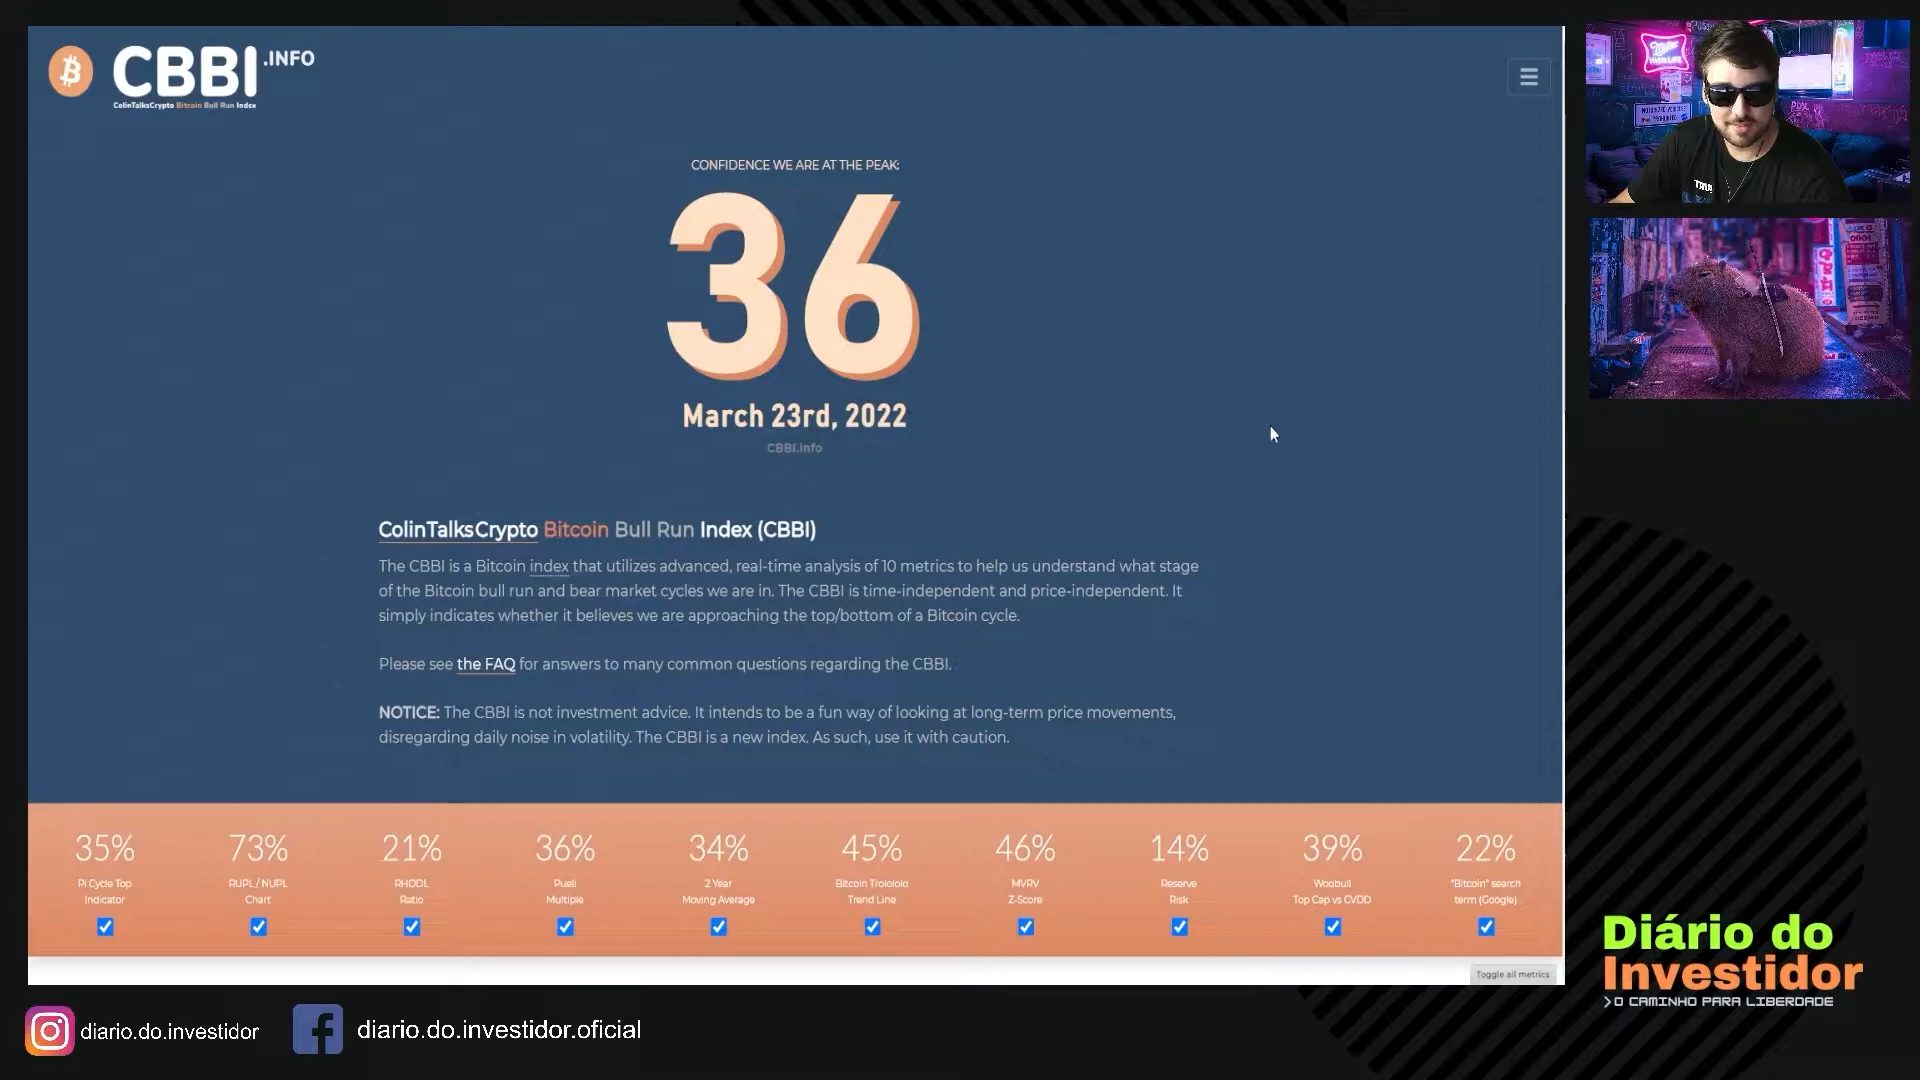 CBBI.INFO
ColinTalksCrypto Bitcoin Bull Run Index
CONFIDENCE WE ARE AT THE PEAK:
36
March 23rd, 2022
CBBI.info
ColinTalksCrypto Bitcoin Bull Run Index (CBBI)
The CBBI is a Bitcoin index that utilizes advanced, real-time analysis of 10 metrics to help us understand what stage
of the Bitcoin bull run and bear market cycles we are in. The CBBI is time-independent and price-independent. It
simply indicates whether it believes we are approaching the top/bottom of a Bitcoin cycle.
Please see the FAQ for answers to many common questions regarding the CBBI.
NOTICE: The CBBI is not investment advice. It intends to be a fun way of looking at long-term price movements,
disregarding daily noise in volatility. The CBBI is a new index. As such, use it with caution.
35% 73% 21% 36% 34% 45% 46% 14% 39% 22%
Pi Cycle Top RUPL / NUPL RHODL Puell 2 Year Bitcoin Trolololo MVRV Reserve Woobull "Bitcoin" search
Indicator Chart Ratio Multiple Moving Average Trend Line Z-Score Risk Top Cap vs CVDD term (Google)
Toggle all metrics
Diário do
Investidor
>O CAMINHO PARA LIBERDADE
diario.do.investidor
diario.do.investidor.oficial